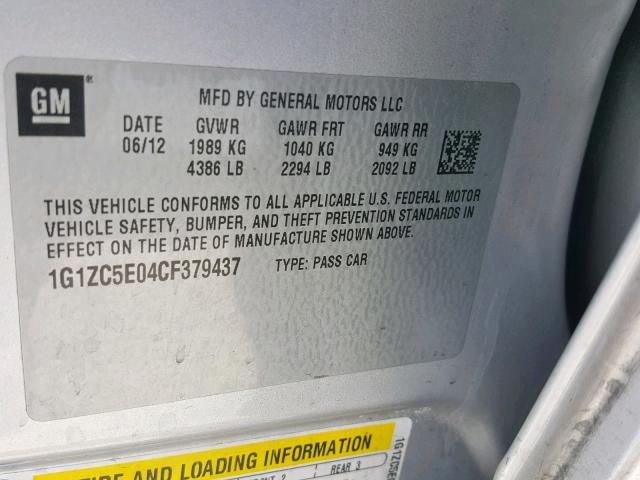 GM
MFD BY GENERAL MOTORS LLC
DATE GVWR GAWR FRT GAWR RR
06/12 1989 KG 1040 KG 949 KG
4386 LB 2294 LB 2092 LB
THIS VEHICLE CONFORMS TO ALL APPLICABLE U.S. FEDERAL MOTOR
VEHICLE SAFETY, BUMPER, AND THEFT PREVENTION STANDARDS IN
EFFECT ON THE DATE OF MANUFACTURE SHOWN ABOVE.
1G1ZC5E04CF379437 TYPE: PASS CAR
AND LOADING INFORMATION
2 REAR 3